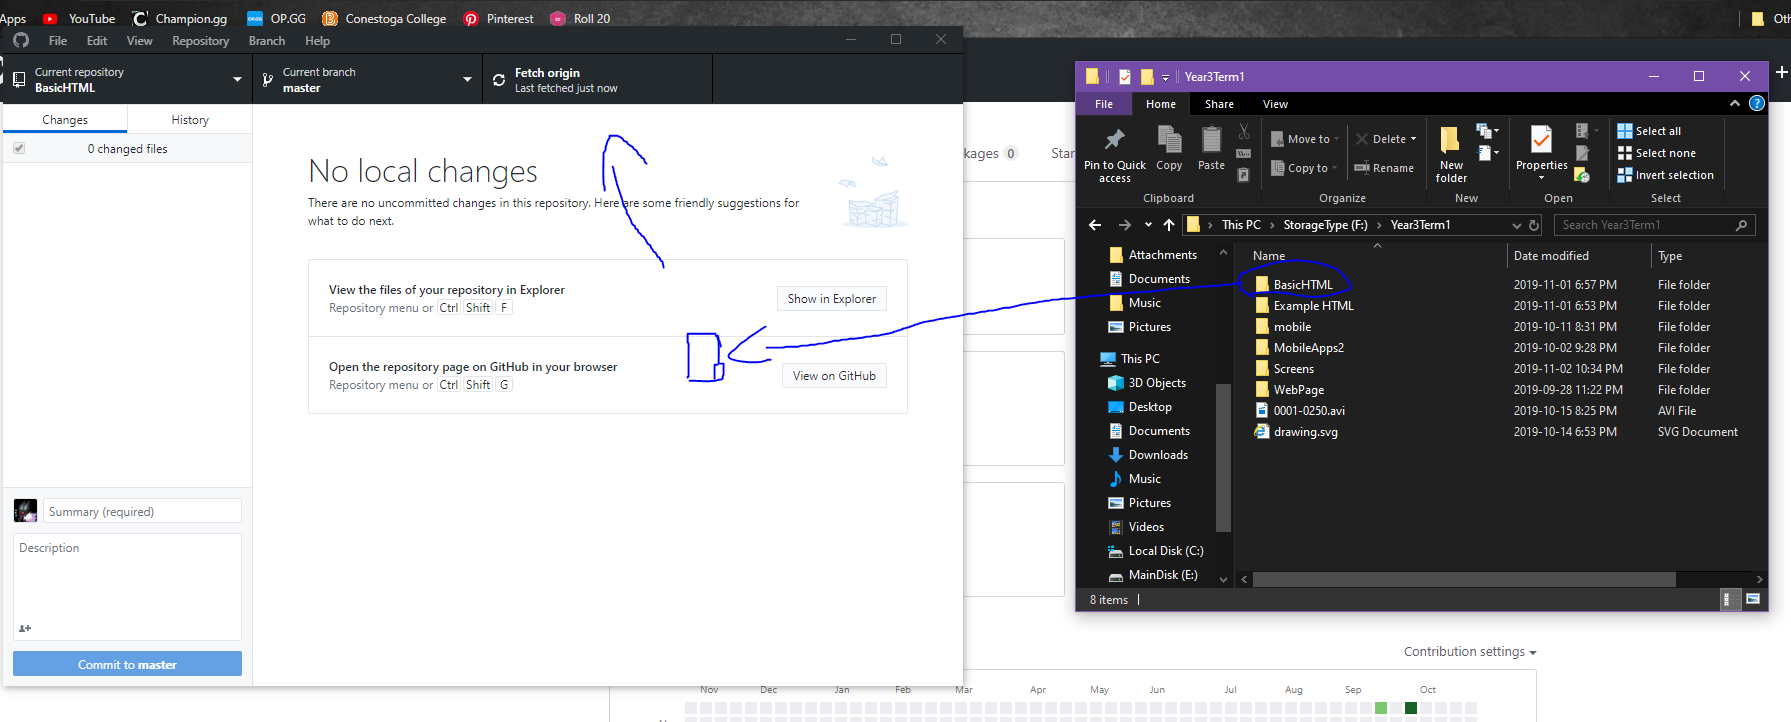 Apps YouTube Champion.gg OP.GG Conestoga College Pinterest Roll 20
File Edit View Repository Branch Help
Current repository
BasicHTML
Current branch
master
Fetch origin
Last fetched just now
Changes History
0 changed files
No local changes
There are no uncommitted changes in this repository. Here are some friendly suggestions for
what to do next.
View the files of your repository in Explorer
Repository menu or Ctrl Shift F
Show in Explorer
Open the repository page on GitHub in your browser
Repository menu or Ctrl Shift G
View on GitHub
Summary (required)
Description
Commit to master
Oth
kages 0 Star
Year3Term1
File Home Share View
Pin to Quick
access
Copy
Paste
Clipboard
Move to
Copy to
Delete
Rename
Organize
New
folder
New
Properties
Open
Select all
Select none
Invert selection
Select
This PC StorageType (F:) Year3Term1
Search Year3Term1
Attachments
Documents
Music
Pictures
This PC
3D Objects
Desktop
Documents
Downloads
Music
Pictures
Videos
Local Disk (C:)
MainDisk (E:)
Name Date modified Type
BasicHTML 2019-11-01 6:57 PM File folder
Example HTML 2019-11-01 6:53 PM File folder
mobile 2019-10-11 8:31 PM File folder
MobileApps2 2019-10-02 9:28 PM File folder
Screens 2019-11-02 10:34 PM File folder
WebPage 2019-09-28 11:22 PM File folder
0001-0250.avi 2019-10-15 8:25 PM AVI File
drawing.svg 2019-10-14 6:53 PM SVG Document
8 items
Contribution settings
Nov Dec Jan Feb Mar Apr May Jun Jul Aug Sep Oct